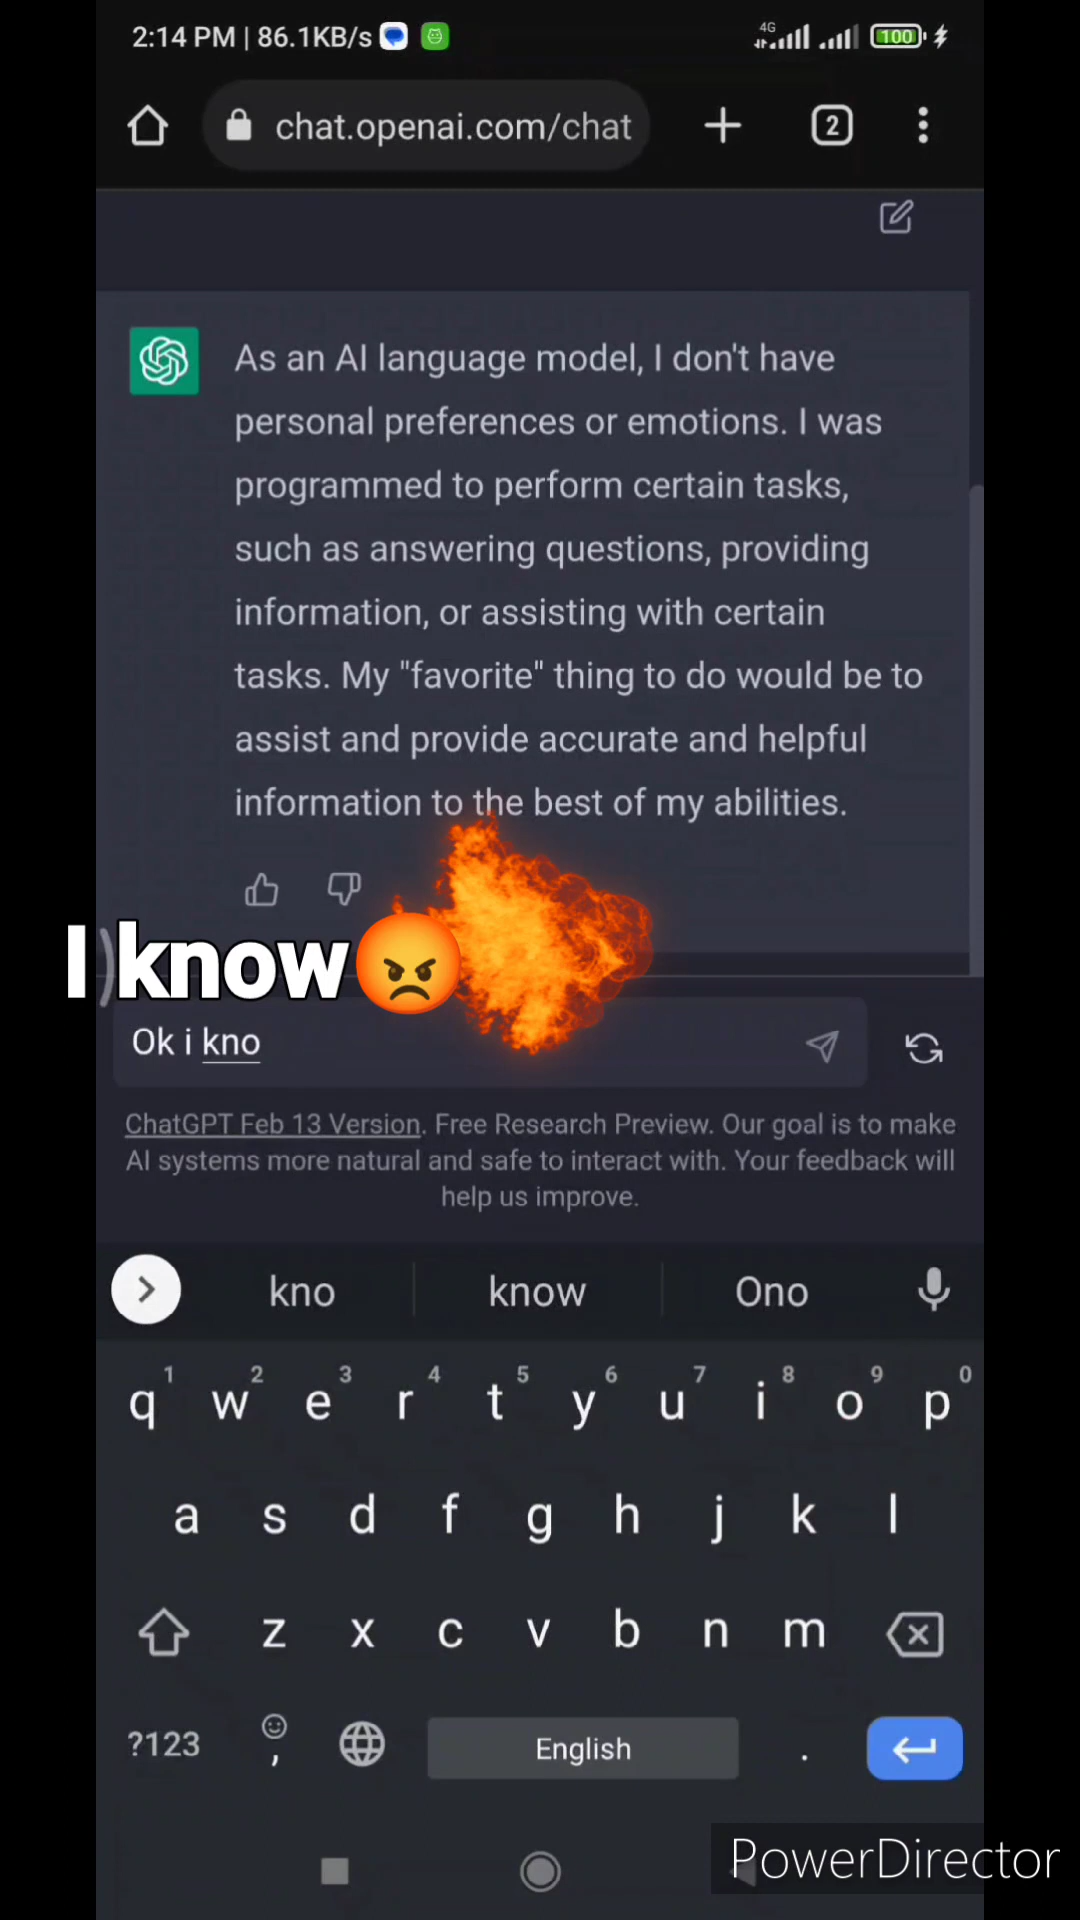 2:14 PM | 86.1KB/s
4G
100
chat.openai.com/chat
2
As an AI language model, I don't have
personal preferences or emotions. I was
programmed to perform certain tasks,
such as answering questions, providing
information, or assisting with certain
tasks. My "favorite" thing to do would be to
assist and provide accurate and helpful
information to the best of my abilities.
I know😡
Ok i kno
ChatGPT Feb 13 Version. Free Research Preview. Our goal is to make
AI systems more natural and safe to interact with. Your feedback will
help us improve.
kno know Ono
1 2 3 4 5 6 7 8 9 0
q w e r t y u i o p
a s d f g h j k l
z x c v b n m
?123 , English .
PowerDirector